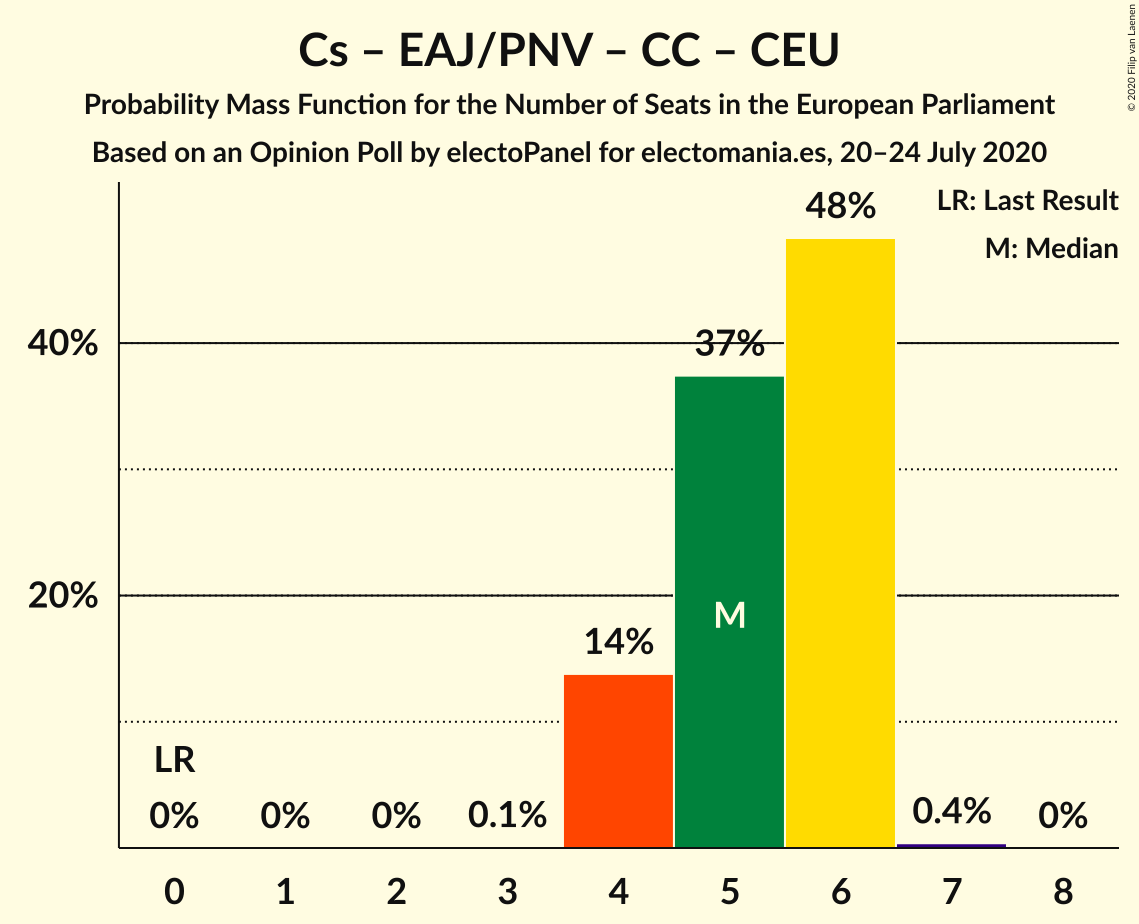 Cs – EAJ/PNV – CC – CEU
Probability Mass Function for the Number of Seats in the European Parliament
Based on an Opinion Poll by electoPanel for electomania.es, 20–24 July 2020
© 2020 Filip van Laenen
LR: Last Result
M: Median
48%
40%
37%
20%
M
14%
LR
0%
0%
0%
0.1%
0.4%
0%
0
1
2
3
4
5
6
7
8